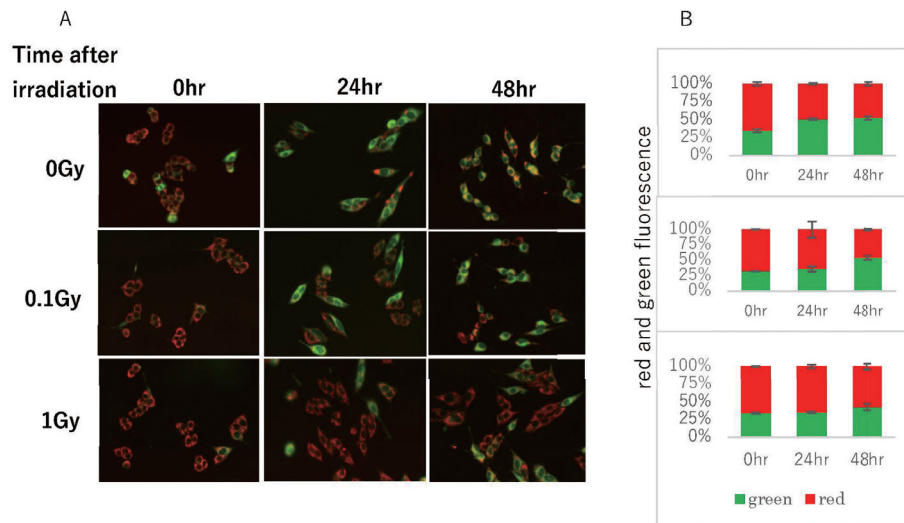 A
B
Time after
irradiation
0hr
24hr
48hr
0Gy
0.1Gy
1Gy
red and green fluorescence
100%
75%
50%
25%
0%
0hr
24hr
48hr
100%
75%
50%
25%
0%
0hr
24hr
48hr
100%
75%
50%
25%
0%
0hr
24hr
48hr
green
red